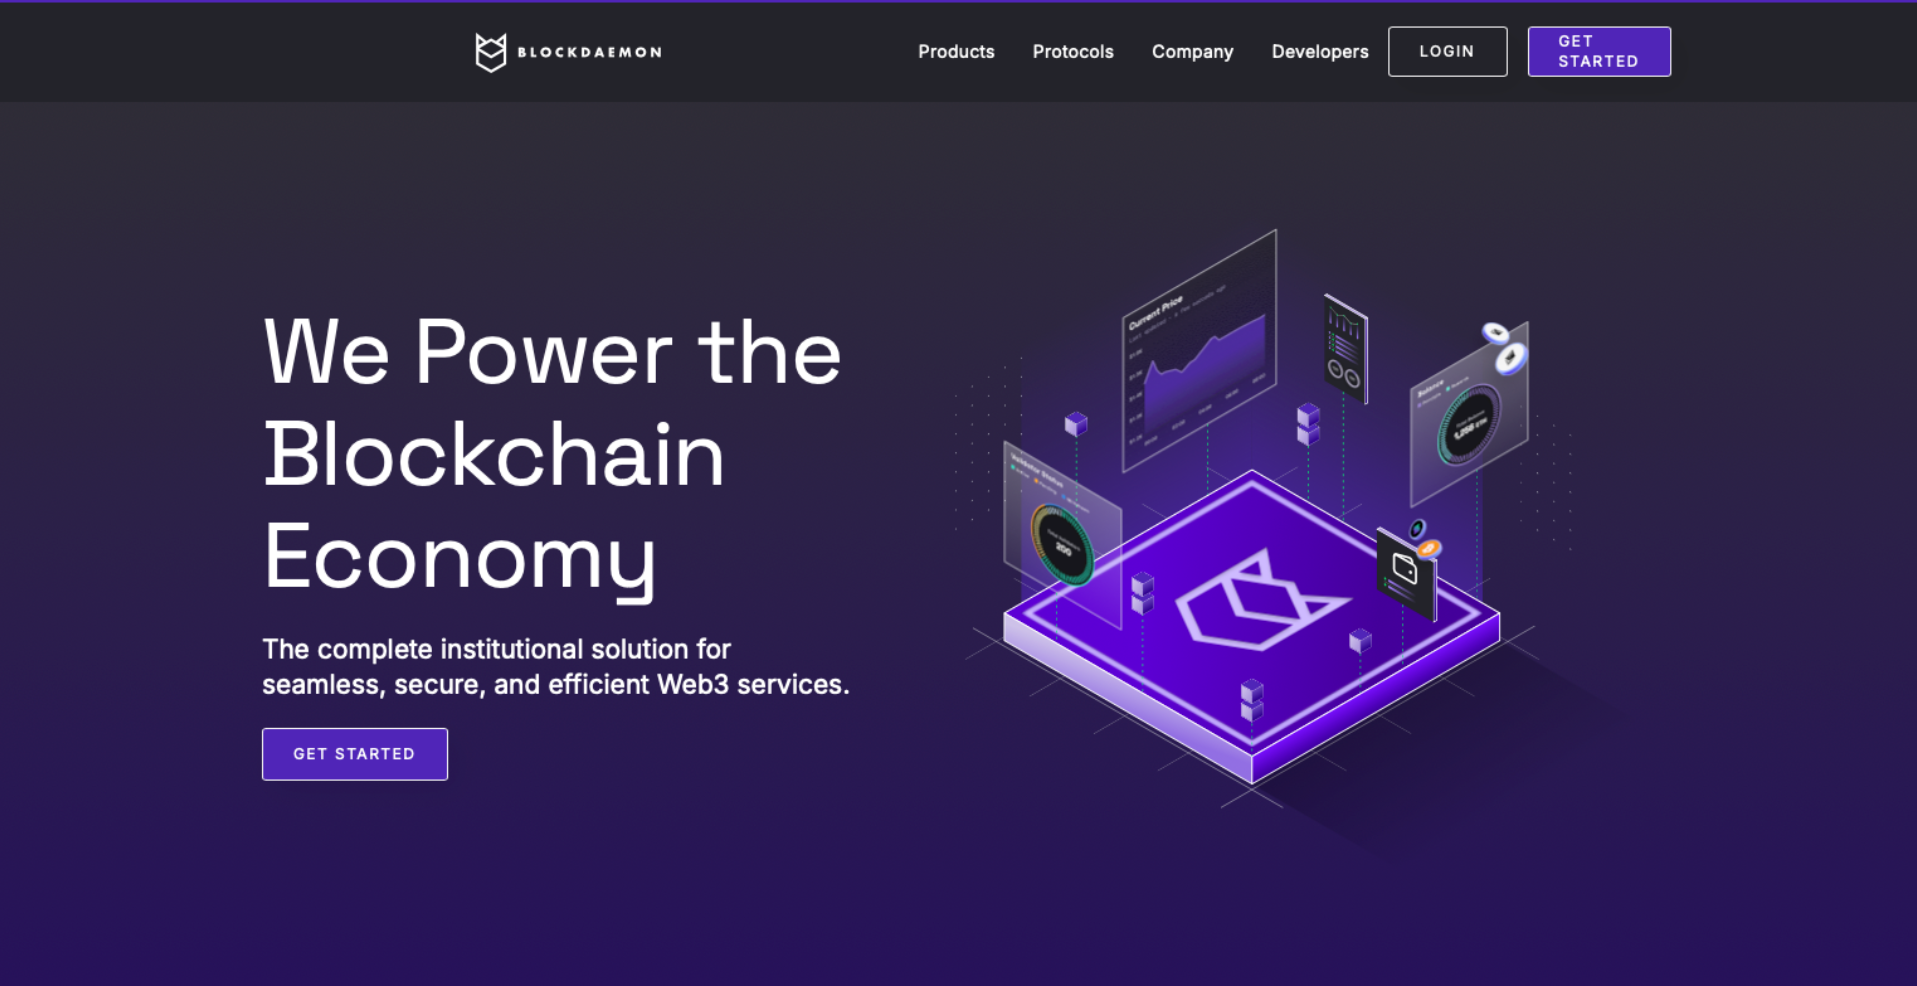 BLOCKDAEMON
Products
Protocols
Company
Developers
LOGIN
GET
STARTED
We Power the
Blockchain
Economy
The complete institutional solution for
seamless, secure, and efficient Web3 services.
GET STARTED
Current Price
Validator Status
200
Balance